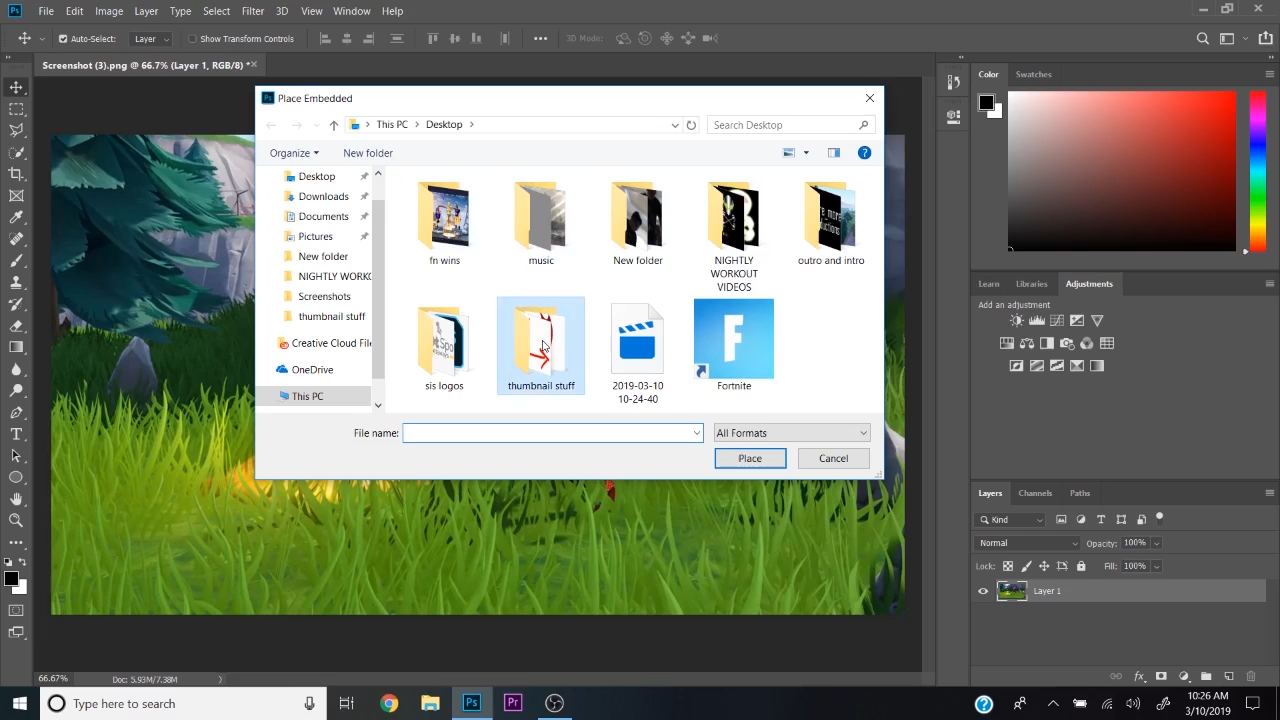 Ps File Edit Image Layer Type Select Filter 3D View Window Help
Auto-Select: Layer Show Transform Controls 3D Mode:
Screenshot (3).png @ 66.7% (Layer 1, RGB/8) *
Place Embedded
This PC Desktop Search Desktop
Organize New folder
Desktop
Downloads
Documents
Pictures
New folder
NIGHTLY WORKO
Screenshots
thumbnail stuff
Creative Cloud File
OneDrive
This PC
fn wins music New folder NIGHTLY WORKOUT VIDEOS outro and intro
sis logos thumbnail stuff 2019-03-10 10-24-40 Fortnite
File name: All Formats
Place Cancel
Color Swatches
Learn Libraries Adjustments
Add an adjustment
Layers Channels Paths
Kind
Normal Opacity: 100%
Lock: Fill: 100%
Layer 1
66.67% Doc: 5.93M/7.38M
Type here to search Ps Pr
10:26 AM
3/10/2019